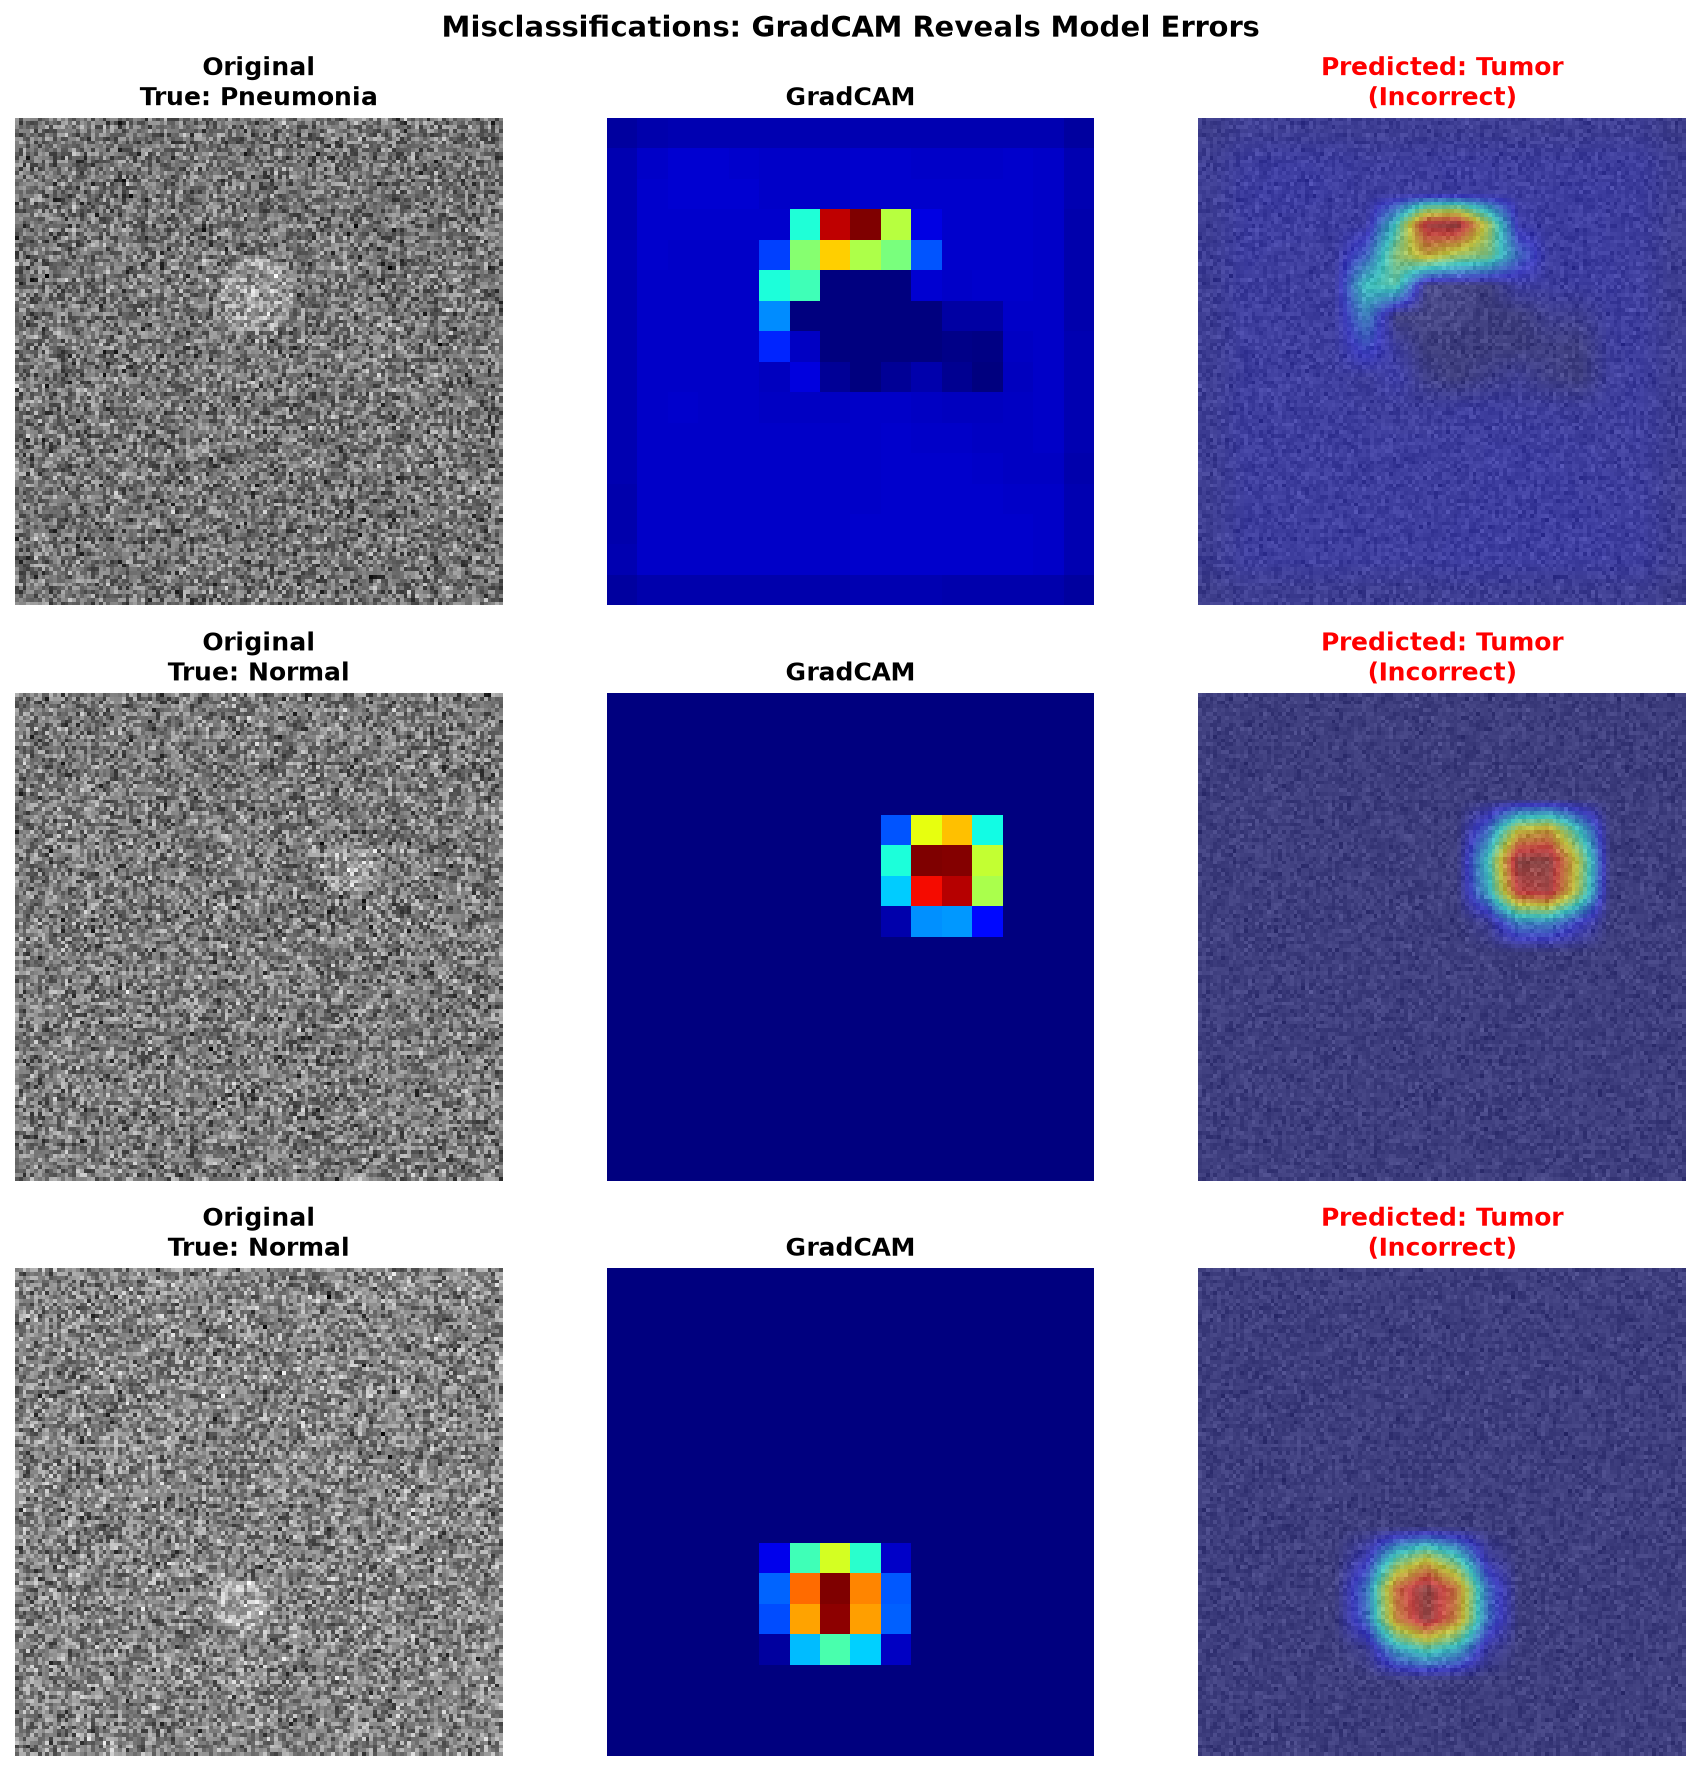 Misclassifications: GradCAM Reveals Model Errors
Original
True: Pneumonia
GradCAM
Predicted: Tumor
(Incorrect)
Original
True: Normal
GradCAM
Predicted: Tumor
(Incorrect)
Original
True: Normal
GradCAM
Predicted: Tumor
(Incorrect)